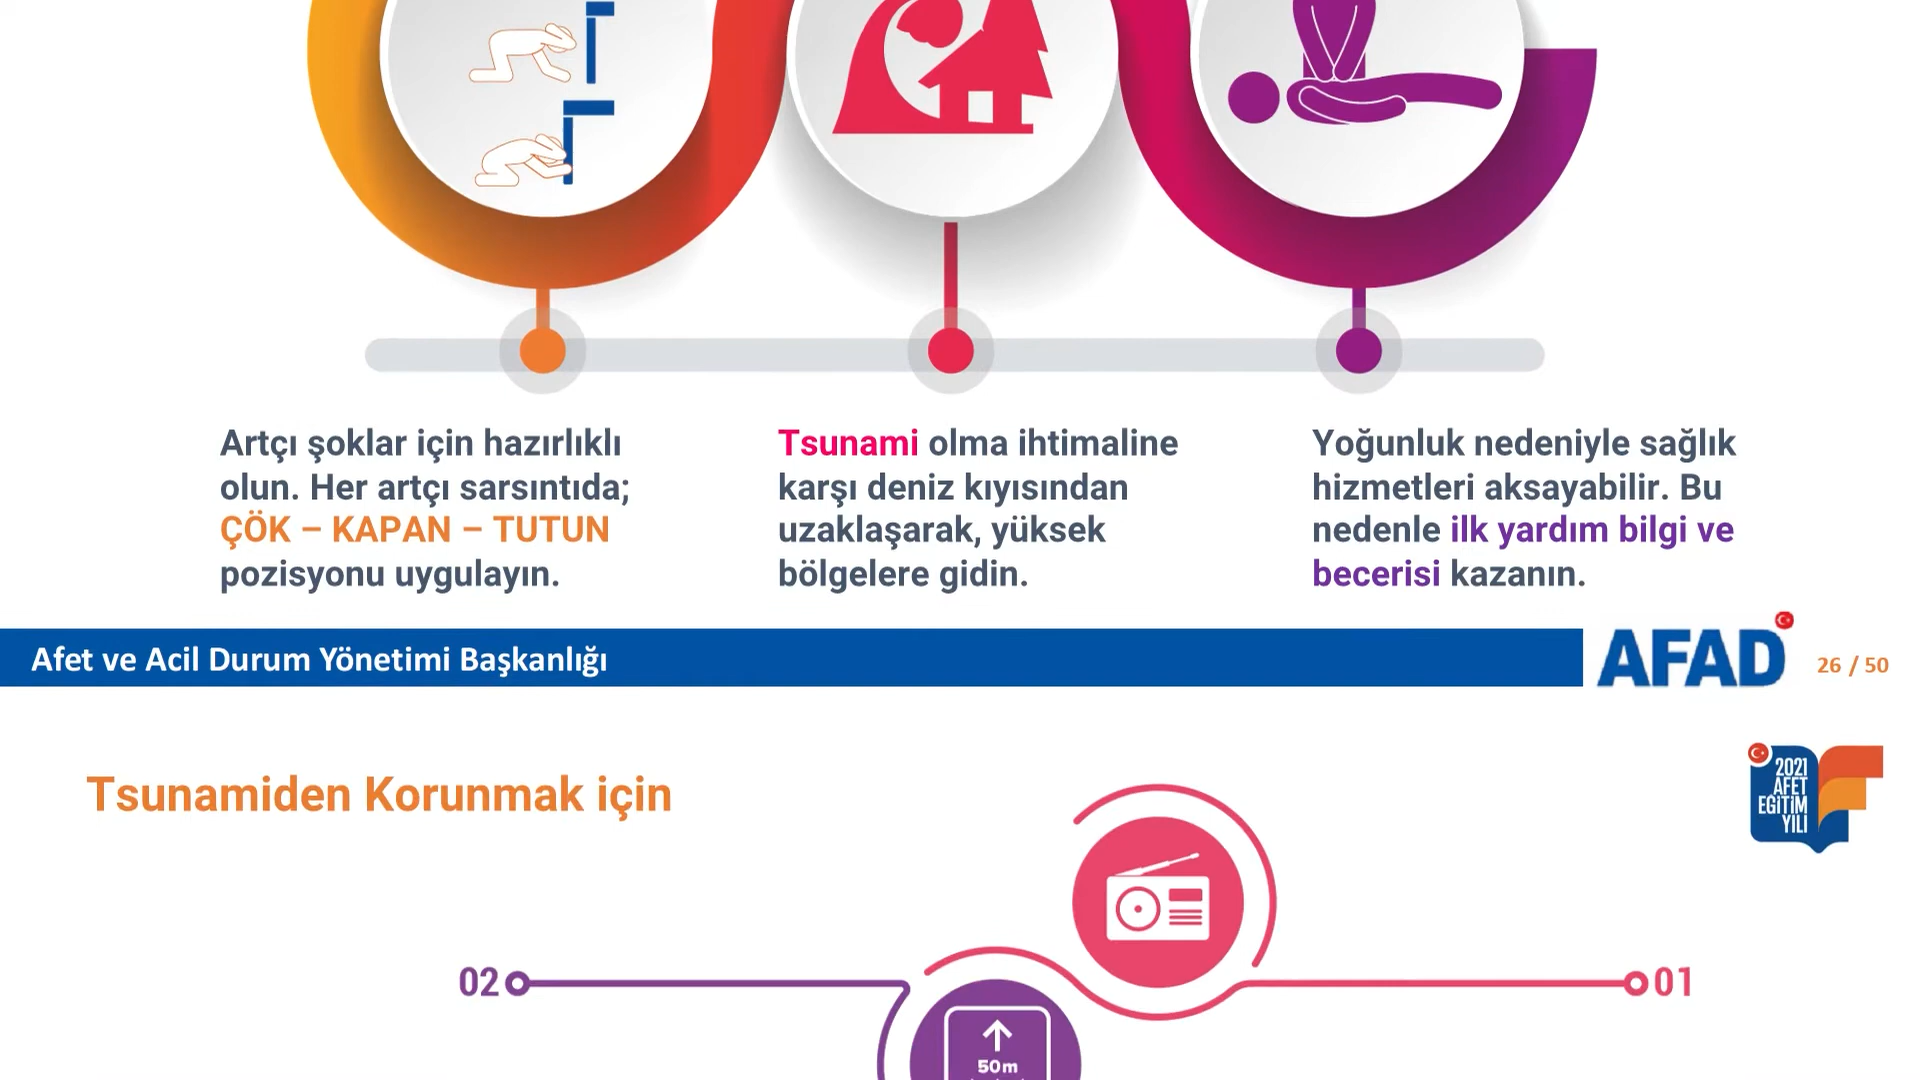 Artçı şoklar için hazırlıklı
olun. Her artçı sarsıntıda;
ÇÖK – KAPAN – TUTUN
pozisyonu uygulayın.
Tsunami olma ihtimaline
karşı deniz kıyısından
uzaklaşarak, yüksek
bölgelere gidin.
Yoğunluk nedeniyle sağlık
hizmetleri aksayabilir. Bu
nedenle ilk yardım bilgi ve
becerisi kazanın.
Afet ve Acil Durum Yönetimi Başkanlığı
AFAD
26 / 50
Tsunamiden Korunmak için
2021
AFET
EĞİTİM
YILI
02
01
50m